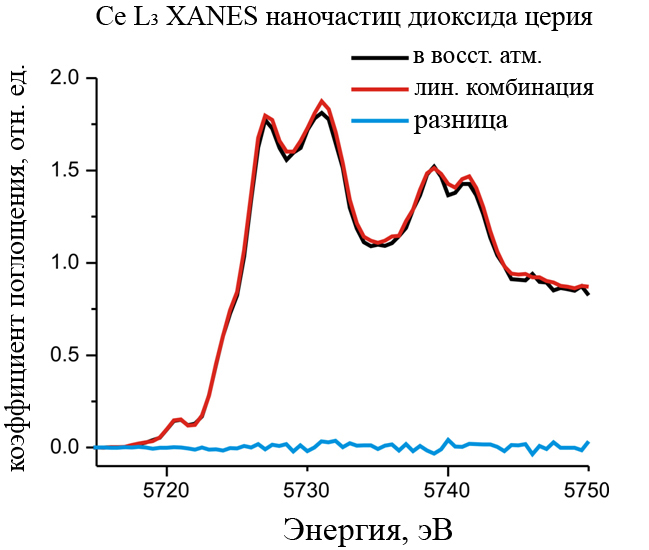 Ce L₃ XANES наночастиц диоксида церия
в восст. атм.
лин. комбинация
разница
коэффициент поглощения, отн. ед.
2.0
1.5
1.0
0.5
0.0
5720 5730 5740 5750
Энергия, эВ